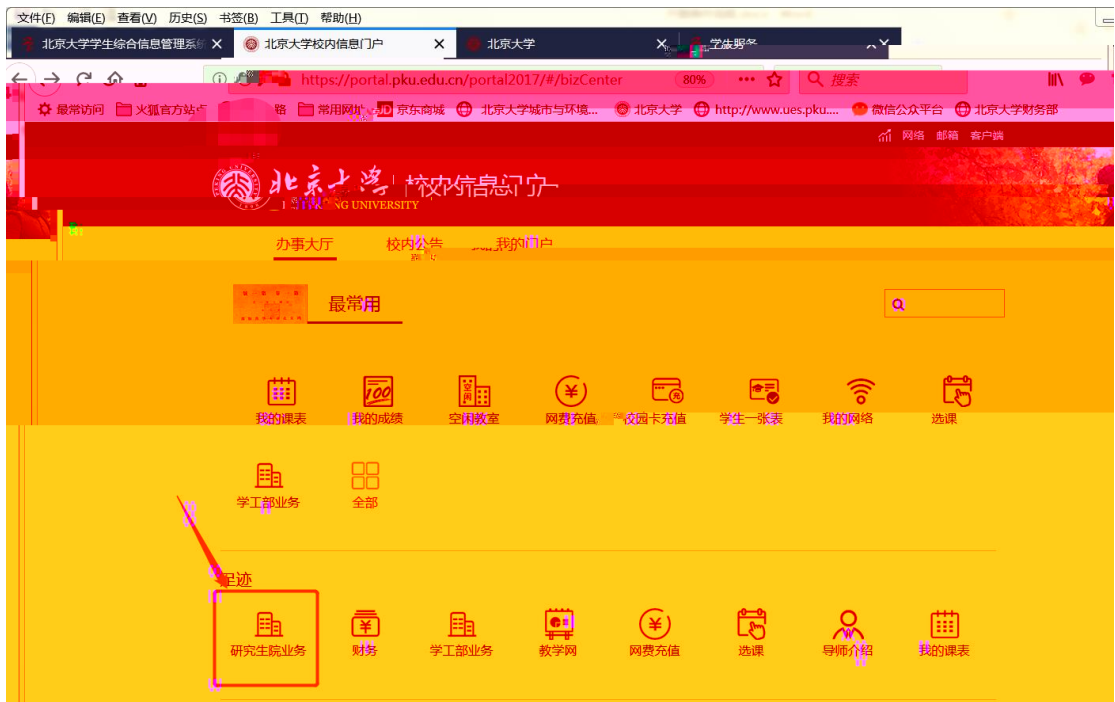 文件(F) 编辑(E) 查看(V) 历史(S) 书签(B) 工具(T) 帮助(H)
北京大学学生综合信息管理系统 北京大学校内信息门户 北京大学
https://portal.pku.edu.cn/portal2017/#/bizCenter 80% 搜索
最常访问 火狐官方站点 常用网址 JD 京东商城 北京大学城市与环境... 北京大学 http://www.ues.pku.... 微信公众平台 北京大学财务部
网络 邮箱 客户端
北京大学 校内信息门户
办事大厅 校内公告 我的门户
最常用
我的课表 我的成绩 空闲教室 网费充值 校园卡充值 学生一张表 我的网络 选课
学工部业务 全部
足迹
研究生院业务 财务 学工部业务 教学网 网费充值 选课 导师介绍 我的课表